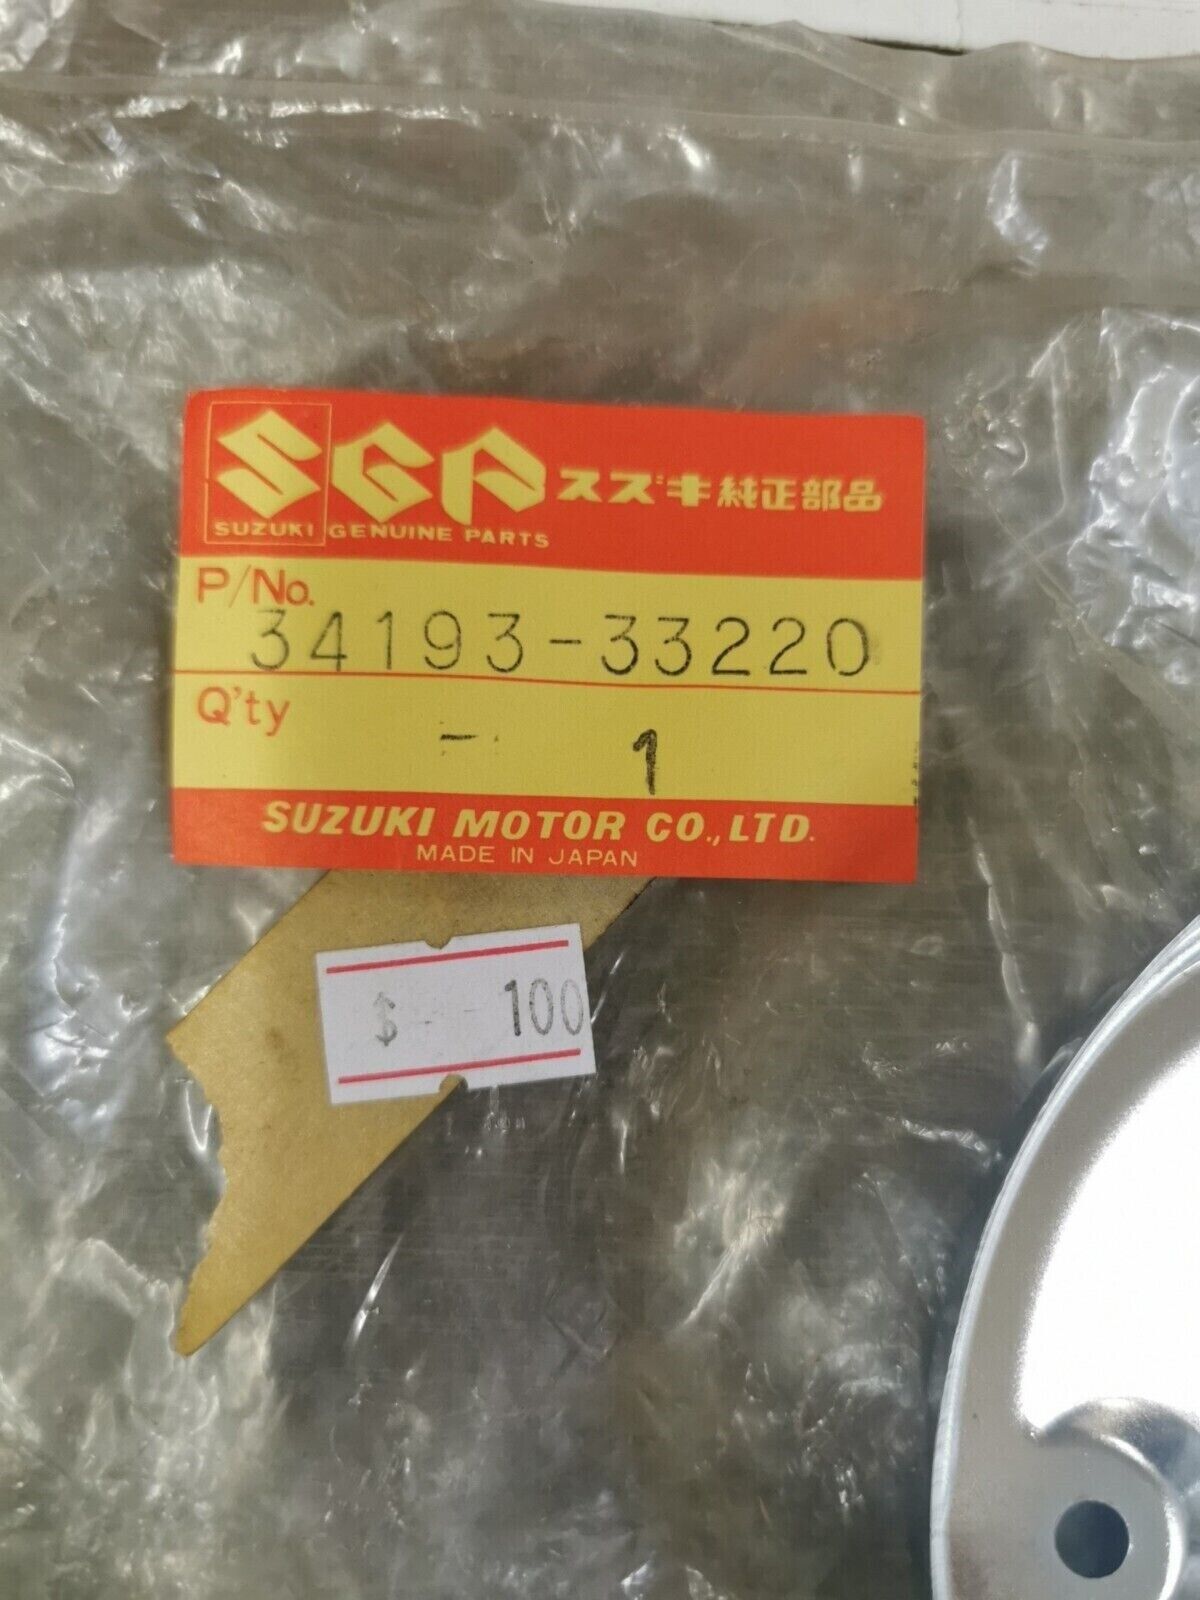 SGP スズキ純正部品
SUZUKI GENUINE PARTS
P/No.
34193-33220
Q'ty
- 1
SUZUKI MOTOR CO., LTD.
MADE IN JAPAN
$ 100